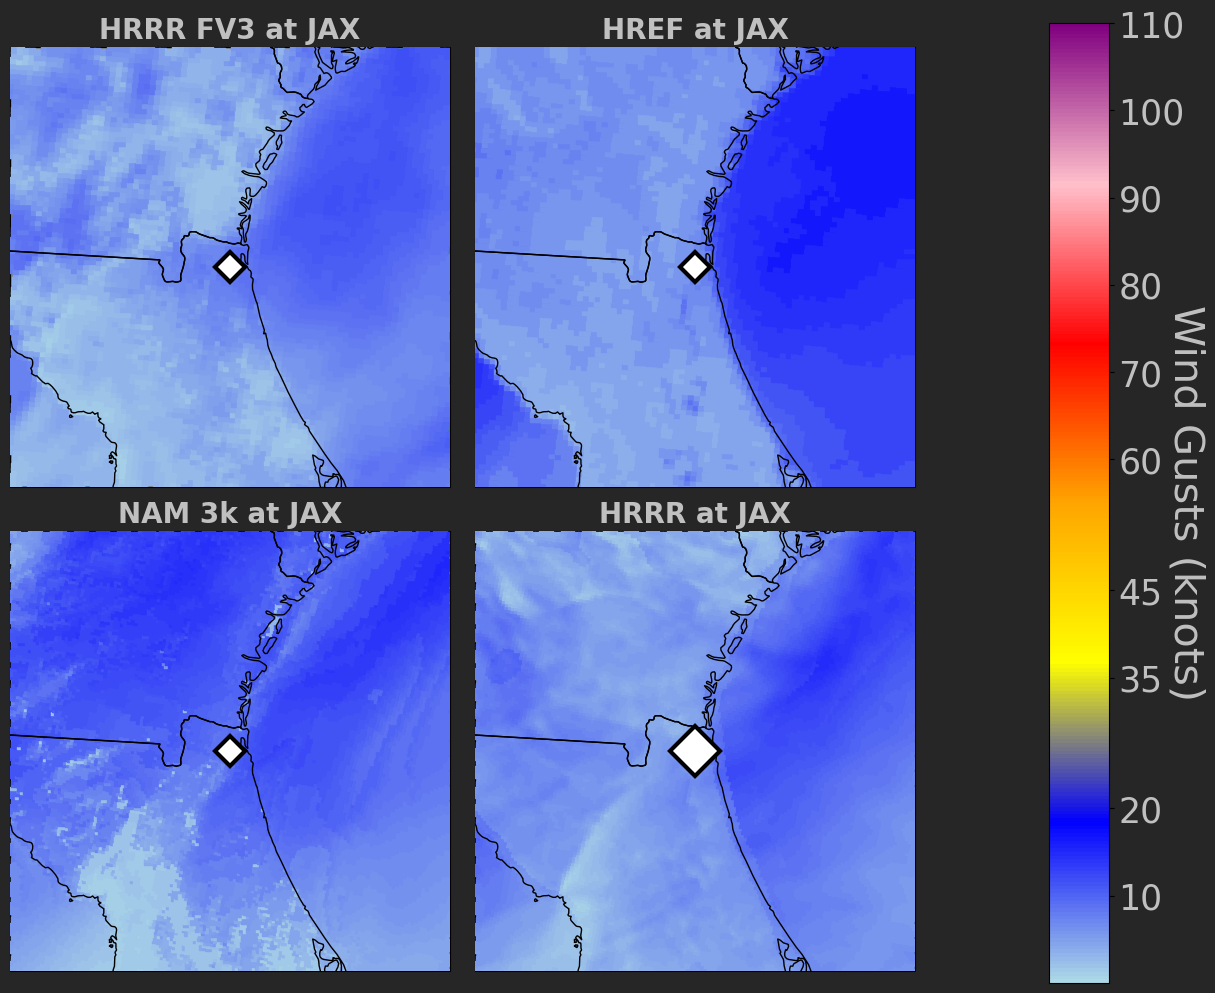 HRRR FV3 at JAX
HREF at JAX
NAM 3k at JAX
HRRR at JAX
110
100
90
80
70
60
45
35
20
10
Wind Gusts (knots)